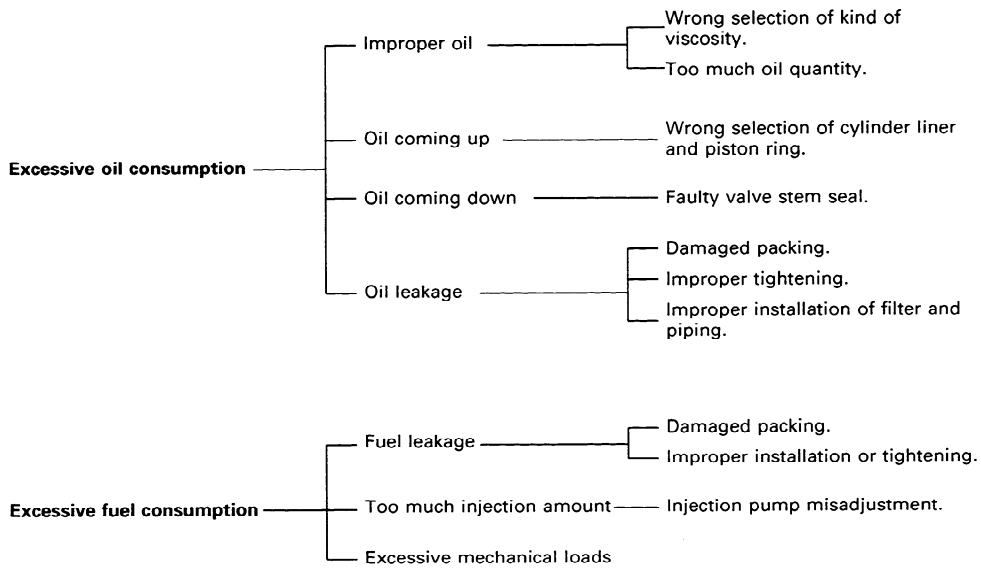 Improper oil
Wrong selection of kind of
viscosity.
Too much oil quantity.
Oil coming up
Wrong selection of cylinder liner
and piston ring.
Excessive oil consumption
Oil coming down
Faulty valve stem seal.
Oil leakage
Damaged packing.
Improper tightening.
Improper installation of filter and
piping.
Fuel leakage
Damaged packing.
Improper installation or tightening.
Excessive fuel consumption
Too much injection amount
Injection pump misadjustment.
Excessive mechanical loads